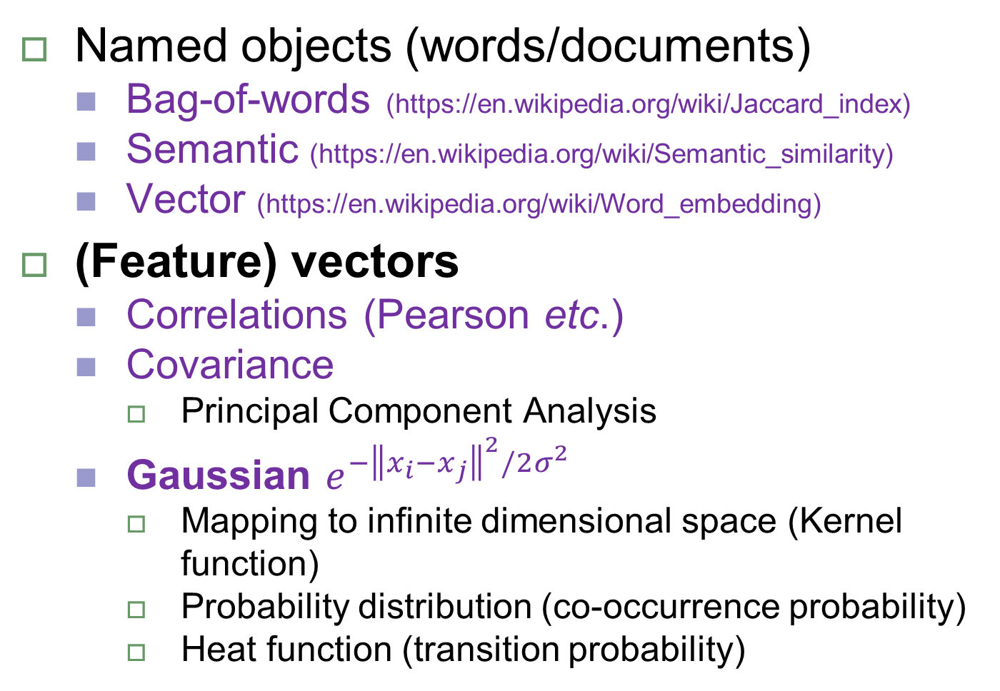 Named objects (words/documents)
Bag-of-words (https://en.wikipedia.org/wiki/Jaccard_index)
Semantic (https://en.wikipedia.org/wiki/Semantic_similarity)
Vector (https://en.wikipedia.org/wiki/Word_embedding)
(Feature) vectors
Correlations (Pearson etc.)
Covariance
Principal Component Analysis
Gaussian $e^{-\|x_i - x_j\|^2/2\sigma^2}$
Mapping to infinite dimensional space (Kernel
function)
Probability distribution (co-occurrence probability)
Heat function (transition probability)